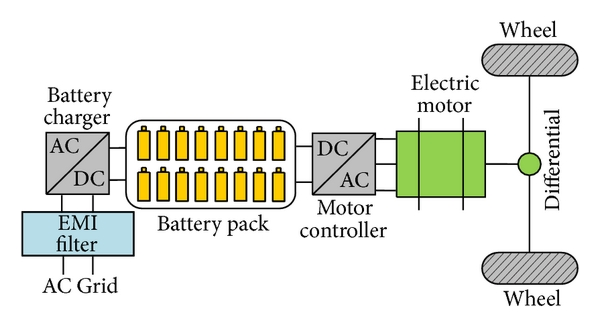 Wheel
Electric
motor
Battery
charger
AC
DC
DC
AC
Differential
Battery pack
Motor
controller
EMI
filter
AC Grid
Wheel